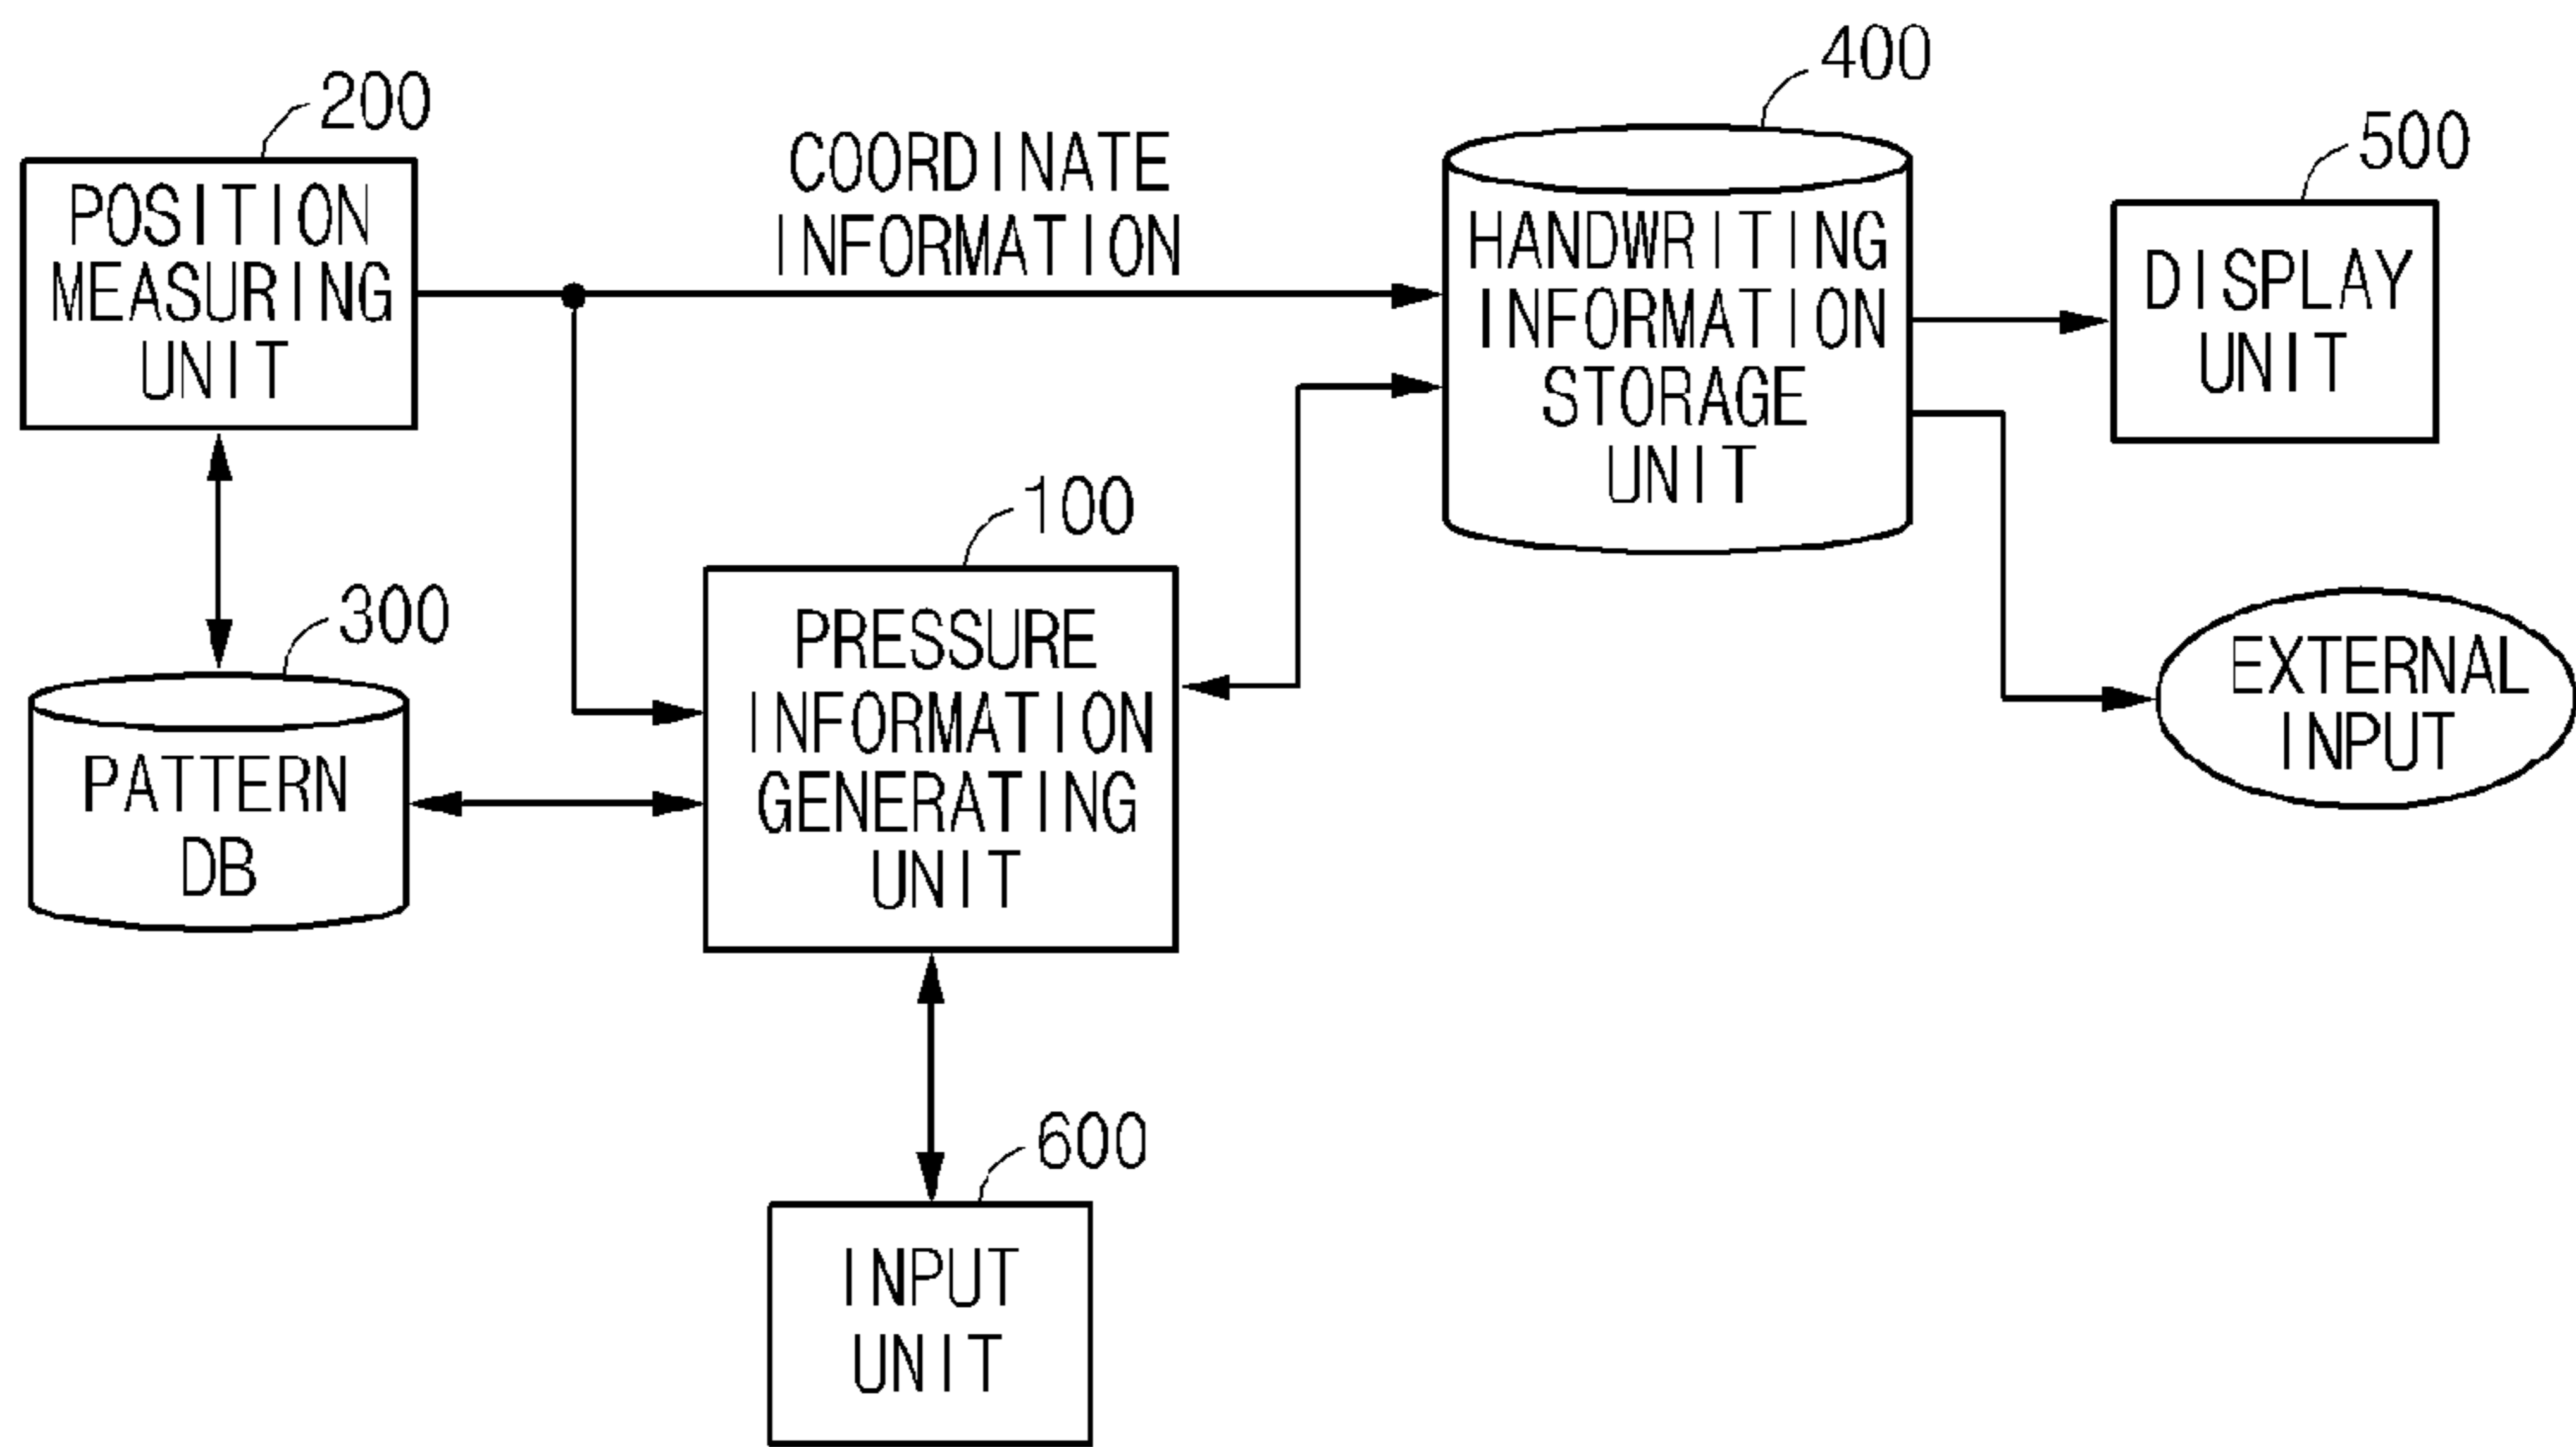 200
POSITION
MEASURING
UNIT
COORDINATE
INFORMATION
400
HANDWRITING
INFORMATION
STORAGE
UNIT
500
DISPLAY
UNIT
300
PATTERN
DB
100
PRESSURE
INFORMATION
GENERATING
UNIT
EXTERNAL
INPUT
600
INPUT
UNIT